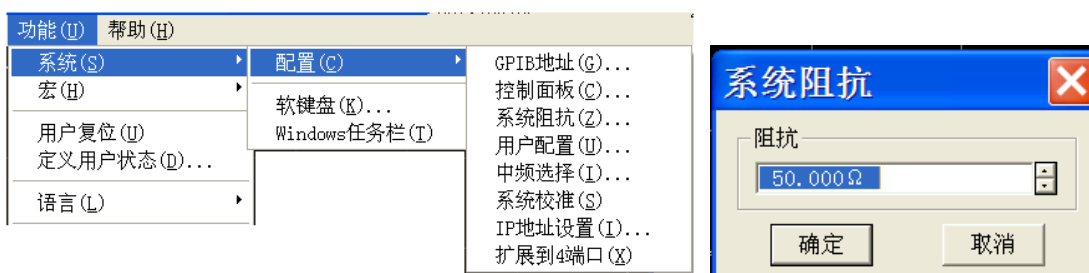 功能(U) 帮助(H)
系统(S)
宏(H)
用户复位(U)
定义用户状态(D)...
语言(L)
配置(C)
软键盘(K)...
Windows任务栏(T)
GPIB地址(G)...
控制面板(C)...
系统阻抗(Z)...
用户配置(U)...
中频选择(I)...
系统校准(S)
IP地址设置(I)...
扩展到4端口(X)
系统阻抗
阻抗
50.000Ω
确定 取消